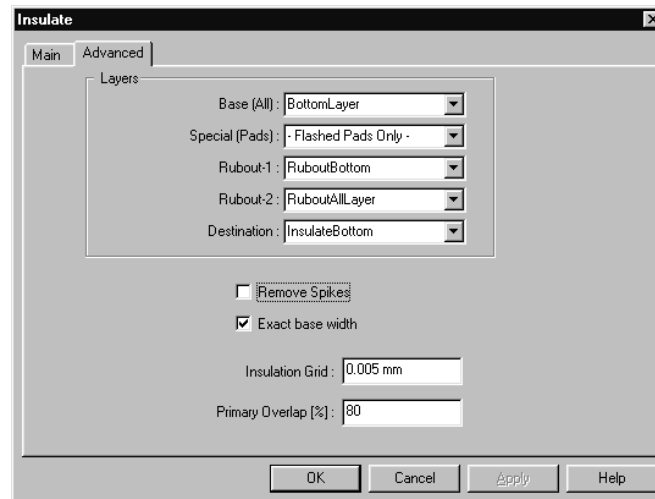 Insulate
Main Advanced
Layers
Base (All) : BottomLayer
Special (Pads) : - Flashed Pads Only -
Rubout-1 : RuboutBottom
Rubout-2 : RuboutAllLayer
Destination : InsulateBottom
Remove Spikes
Exact base width
Insulation Grid : 0.005 mm
Primary Overlap [%] : 80
OK Cancel Apply Help